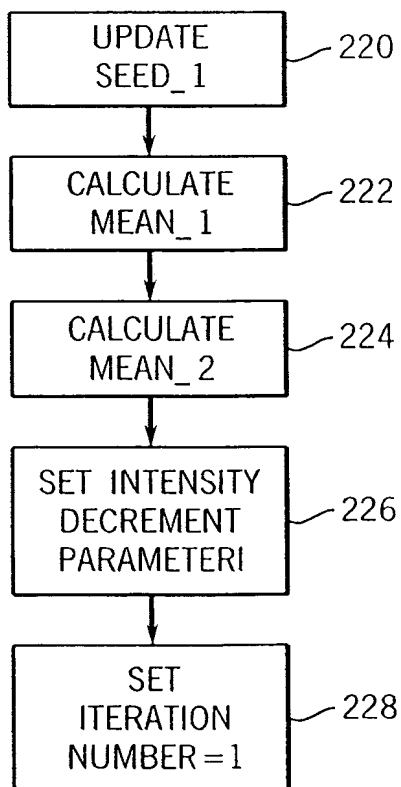 UPDATE
SEED_1
220
CALCULATE
MEAN_1
222
CALCULATE
MEAN_2
224
SET INTENSITY
DECREMENT
PARAMETERI
226
SET
ITERATION
NUMBER=1
228